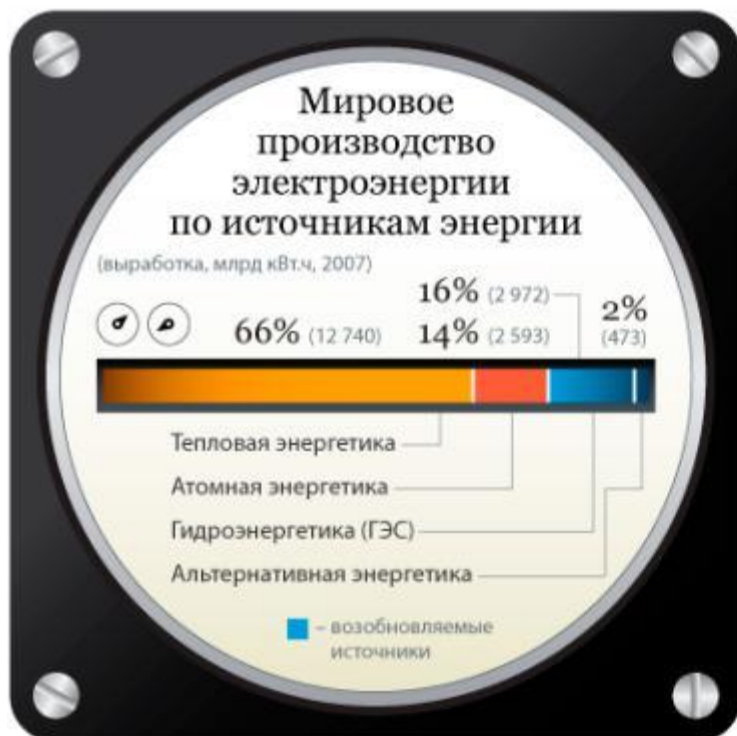 Мировое
производство
электроэнергии
по источникам энергии
(выработка, млрд кВт.ч, 2007)
16% (2 972)
2%
66% (12 740) 14% (2 593) (473)
Тепловая энергетика
Атомная энергетика
Гидроэнергетика (ГЭС)
Альтернативная энергетика
– возобновляемые
источники